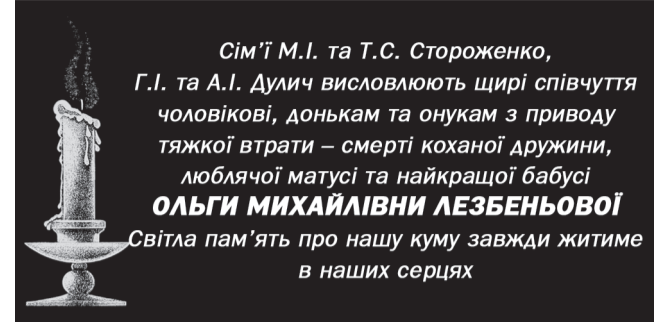 Сім’ї М.І. та Т.С. Стороженко,
Г.І. та А.І. Дулич висловлюють щирі співчуття
чоловікові, донькам та онукам з приводу
тяжкої втрати – смерті коханої дружини,
люблячої матусі та найкращої бабусі
ОЛЬГИ МИХАЙЛІВНИ ЛЕЗБЕНЬОВОЇ
Світла пам’ять про нашу куму завжди житиме
в наших серцях